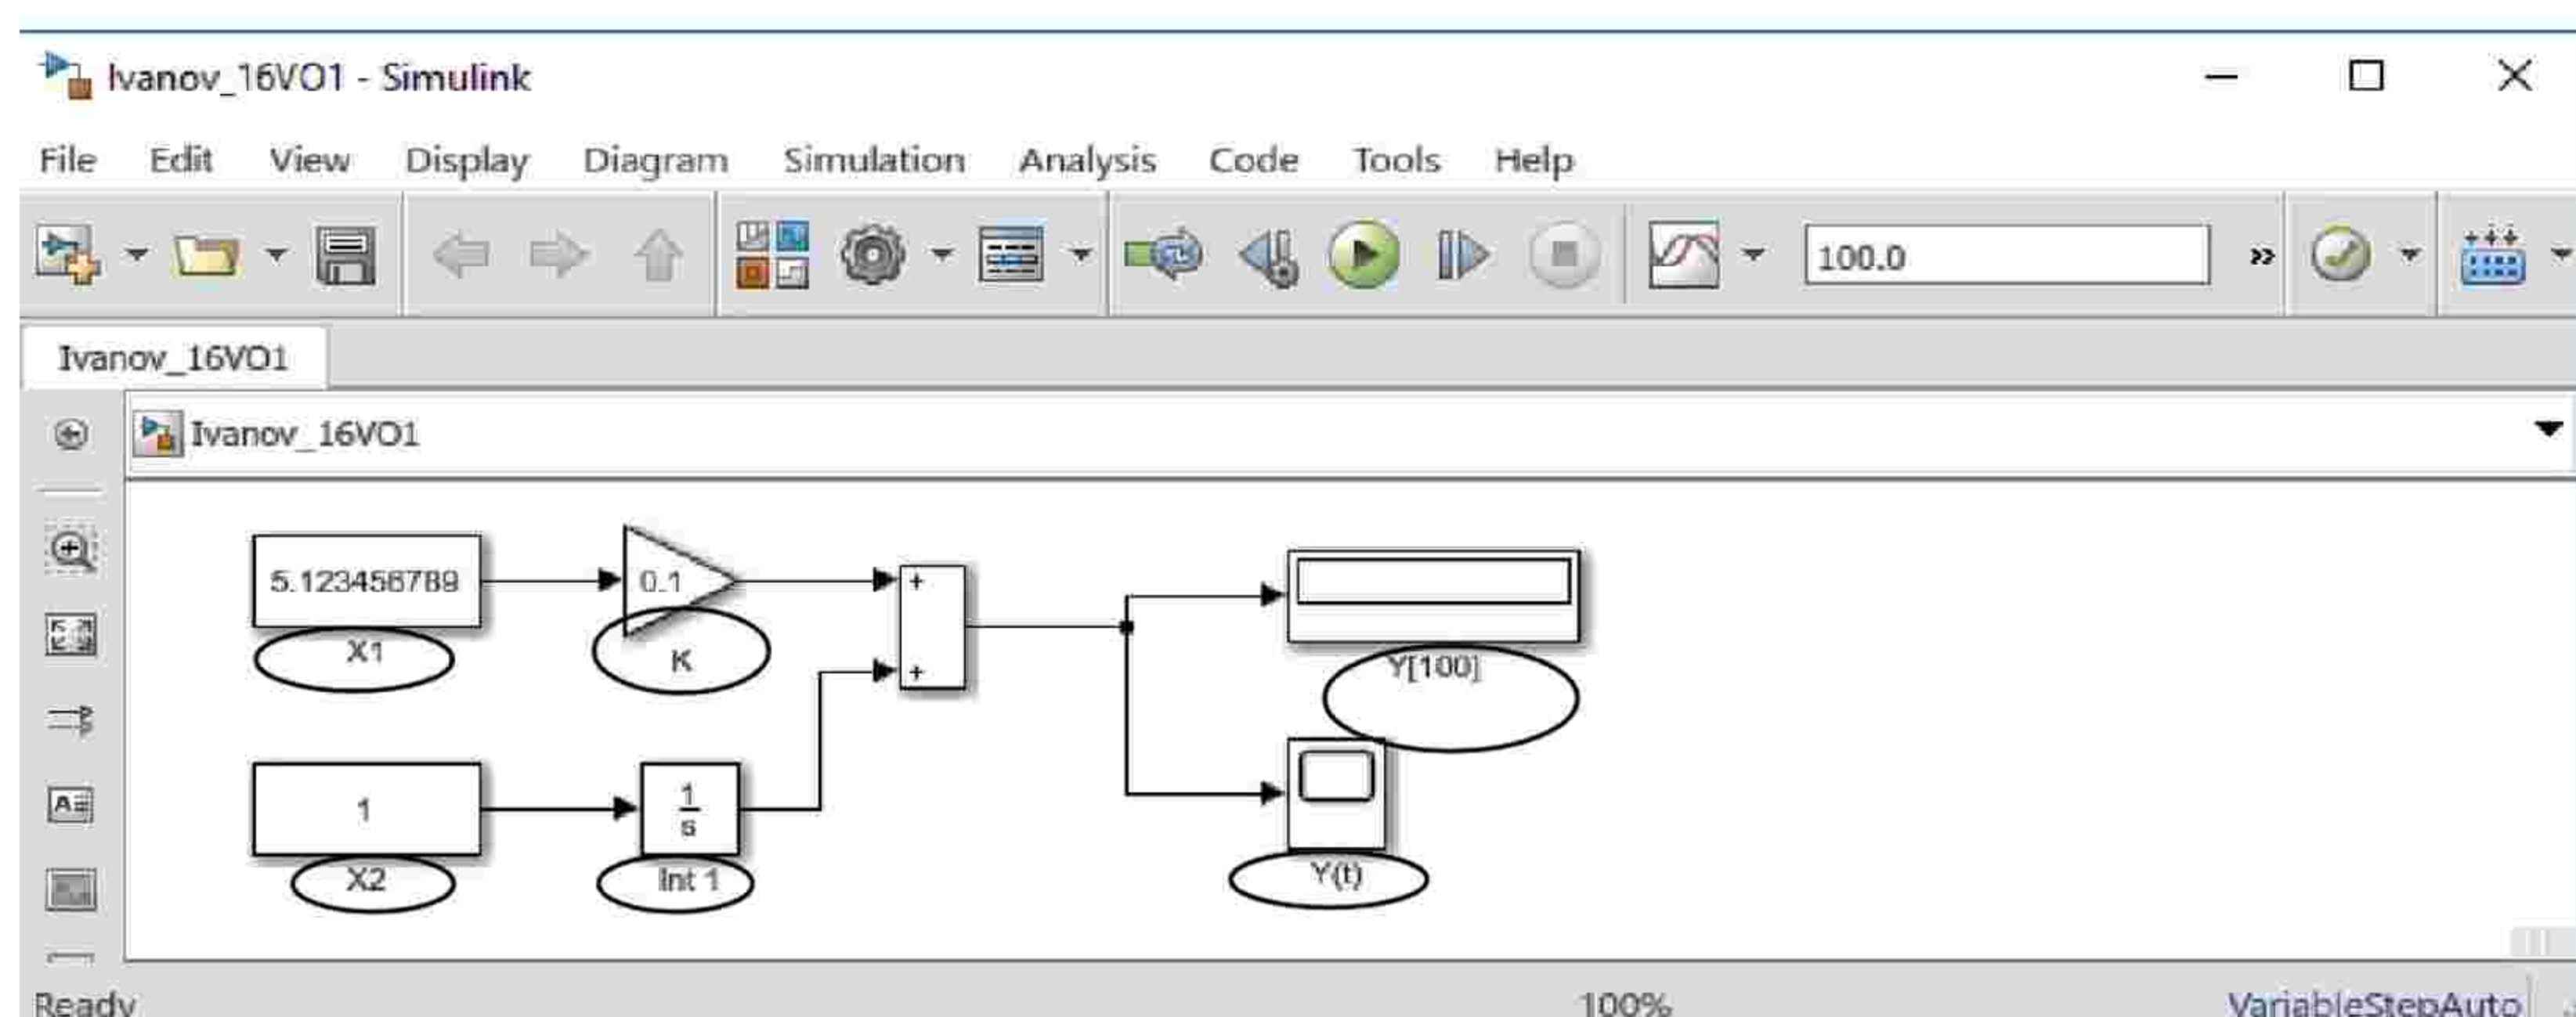 Ivanov_16VO1 - Simulink
File Edit View Display Diagram Simulation Analysis Code Tools Help
100.0 »
Ivanov_16VO1
Ivanov_16VO1
5.123456789
0.1
+
X1
K
+
Y[100]
1
1
s
X2
Int 1
Y(t)
Ready 100% VariableStepAuto